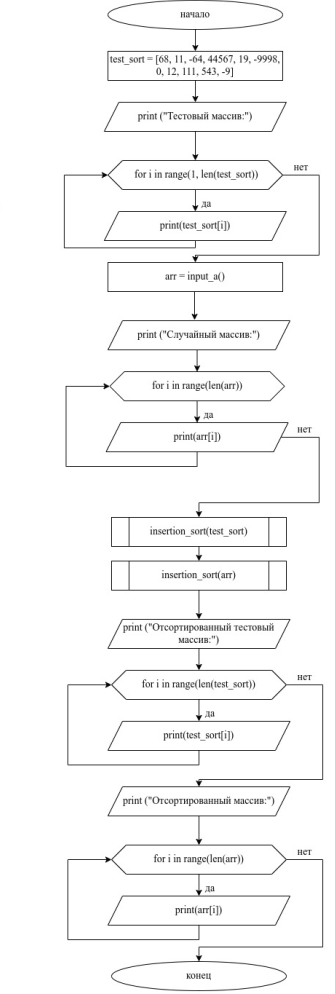 начало
test_sort = [68, 11, -64, 44567, 19, -9998,
0, 12, 111, 543, -9]
print ("Тестовый массив:")
for i in range(1, len(test_sort))
нет
да
print(test_sort[i])
arr = input_a()
print ("Случайный массив:")
for i in range(len(arr))
да
нет
print(arr[i])
insertion_sort(test_sort)
insertion_sort(arr)
print ("Отсортированный тестовый
массив:")
for i in range(len(test_sort))
нет
да
print(test_sort[i])
print ("Отсортированный массив:")
for i in range(len(arr))
нет
да
print(arr[i])
конец